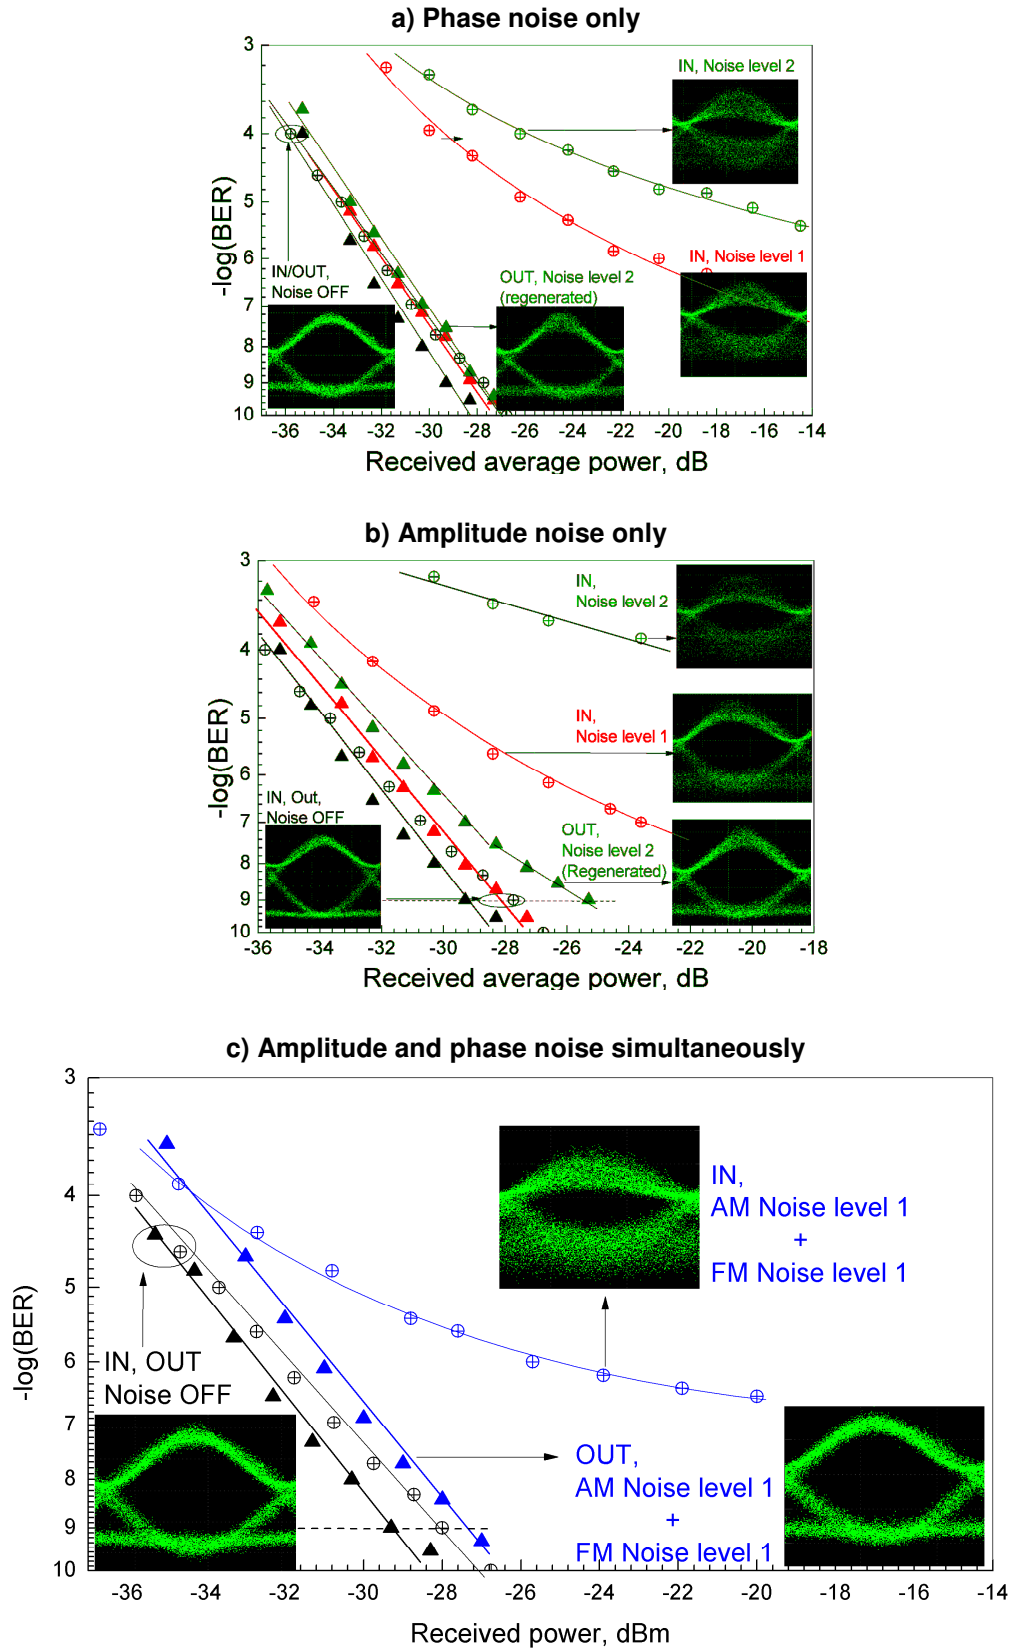 a) Phase noise only
3
4
5
6
7
8
9
10
-log(BER)
IN, Noise level 2
IN, Noise level 1
IN/OUT,
Noise OFF
OUT, Noise level 2
(regenerated)
-36 -34 -32 -30 -28 -26 -24 -22 -20 -18 -16 -14
Received average power, dB
b) Amplitude noise only
3
4
5
6
7
8
9
10
-log(BER)
IN,
Noise level 2
IN,
Noise level 1
IN, Out,
Noise OFF
OUT,
Noise level 2
(Regenerated)
-36 -34 -32 -30 -28 -26 -24 -22 -20 -18
Received average power, dB
c) Amplitude and phase noise simultaneously
3
4
5
6
7
8
9
10
-log(BER)
IN,
AM Noise level 1
+
FM Noise level 1
IN, OUT
Noise OFF
OUT,
AM Noise level 1
+
FM Noise level 1
-36 -34 -32 -30 -28 -26 -24 -22 -20 -18 -16 -14
Received power, dBm